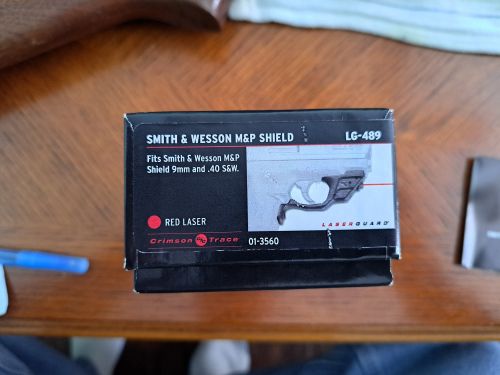 SMITH & WESSON M&P SHIELD LG-489
Fits Smith & Wesson M&P
Shield 9mm and .40 S&W.
LASERGUARD®
RED LASER
Crimson Trace 01-3560